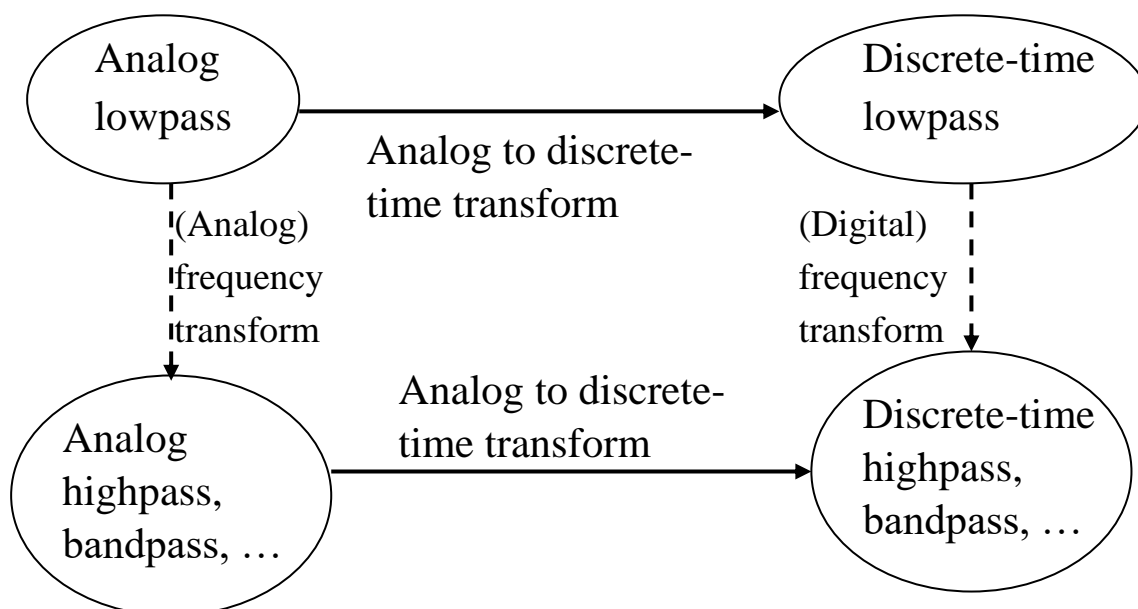 Analog
lowpass
Discrete-time
lowpass
Analog to discrete-
time transform
(Analog)
frequency
transform
(Digital)
frequency
transform
Analog to discrete-
time transform
Analog
highpass,
bandpass, …
Discrete-time
highpass,
bandpass, …